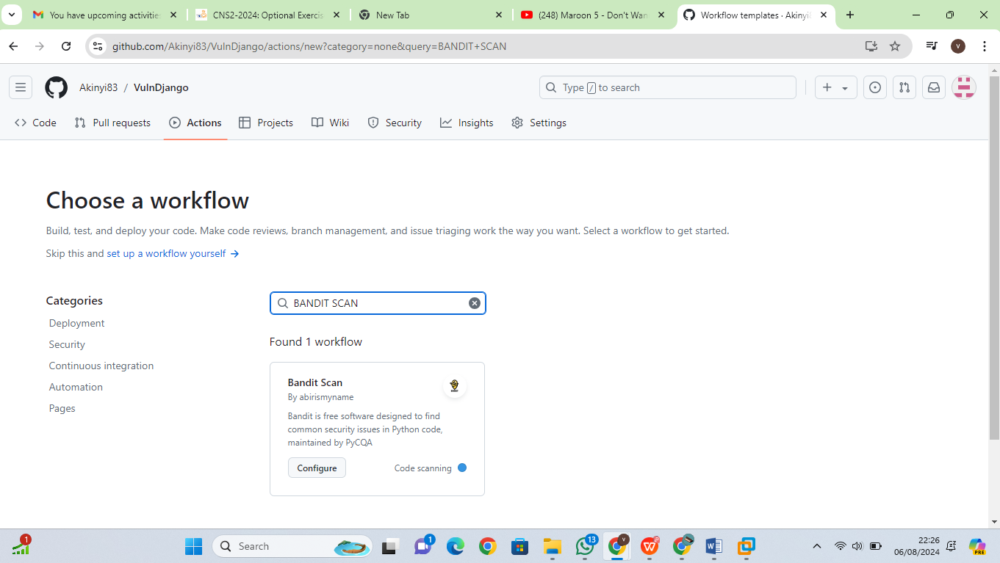 You have upcoming activities
CNS2-2024: Optional Exercis
New Tab
(248) Maroon 5 - Don't Wan
Workflow templates · Akinyi8
github.com/Akinyi83/VulnDjango/actions/new?category=none&query=BANDIT+SCAN
V
Akinyi83 / VulnDjango
Type / to search
Code
Pull requests
Actions
Projects
Wiki
Security
Insights
Settings
Choose a workflow
Build, test, and deploy your code. Make code reviews, branch management, and issue triaging work the way you want. Select a workflow to get started.
Skip this and set up a workflow yourself →
Categories
Deployment
Security
Continuous integration
Automation
Pages
BANDIT SCAN
Found 1 workflow
Bandit Scan
By abirismyname
Bandit is free software designed to find
common security issues in Python code,
maintained by PyCQA
Configure
Code scanning
1
Search
1
13
V
22:26
06/08/2024
PRE